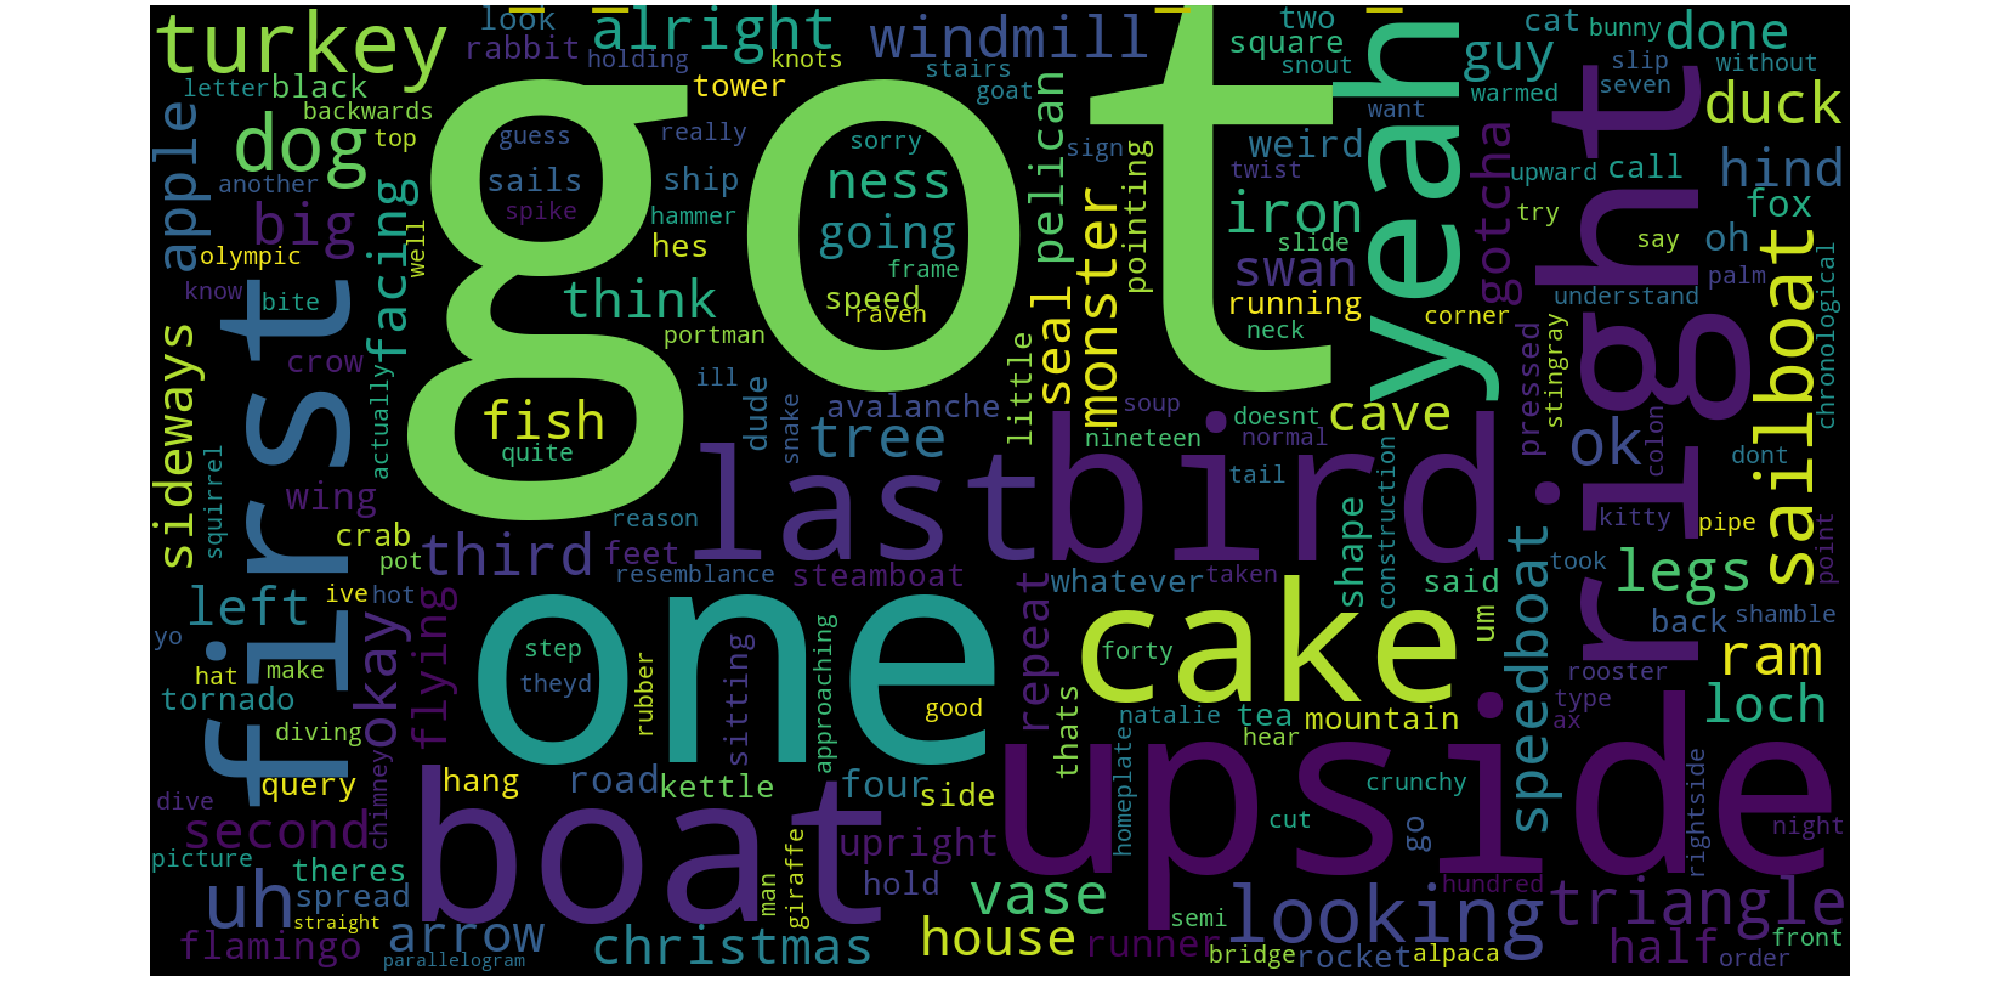 turkey
look
alright
windmill
two
cat
bunny
done
rabbit
holding
knots
square
guy
slip
without
letter
black
tower
stairs
goat
snout
warmed
seven
duck
backwards
got
want
apple
dog
top
guess
really
sorry
pelican
sign
pointing
weird
yeah
gotcha
right
another
sails
ship
ness
twist
upward
call
hind
big
facing
spike
hammer
going
monster
iron
try
fox
olympic
well
hes
frame
slide
say
oh
know
bite
think
speed
raven
seal
swan
running
understand
palm
chronological
sideways
first
crow
portman
little
neck
corner
stingray
sailboat
actually
ill
dude
avalanche
soup
doesnt
cave
pressed
fish
quite
snake
tree
nineteen
normal
ok
colon
dont
squirrel
wing
last
bird
tail
construction
kitty
pipe
crab
reason
shape
point
pot
third
feet
resemblance
steamboat
whatever
taken
said
speedboat
took
legs
left
ive
hot
flying
one
repeat
cake
um
back
shamble
yo
okay
step
forty
rooster
ram
hat
make
theyd
rubber
sitting
approaching
good
thats
natalie
tea
mountain
type
ax
loch
tornado
diving
hear
query
chimney
hang
road
kettle
four
side
upside
homeplate
crunchy
rightside
dive
second
boat
upright
cut
go
night
picture
theres
man
giraffe
hold
hundred
uh
spread
straight
vase
semi
looking
triangle
flamingo
arrow
parallelogram
christmas
house
runner
bridge
rocket
alpaca
half
order
front